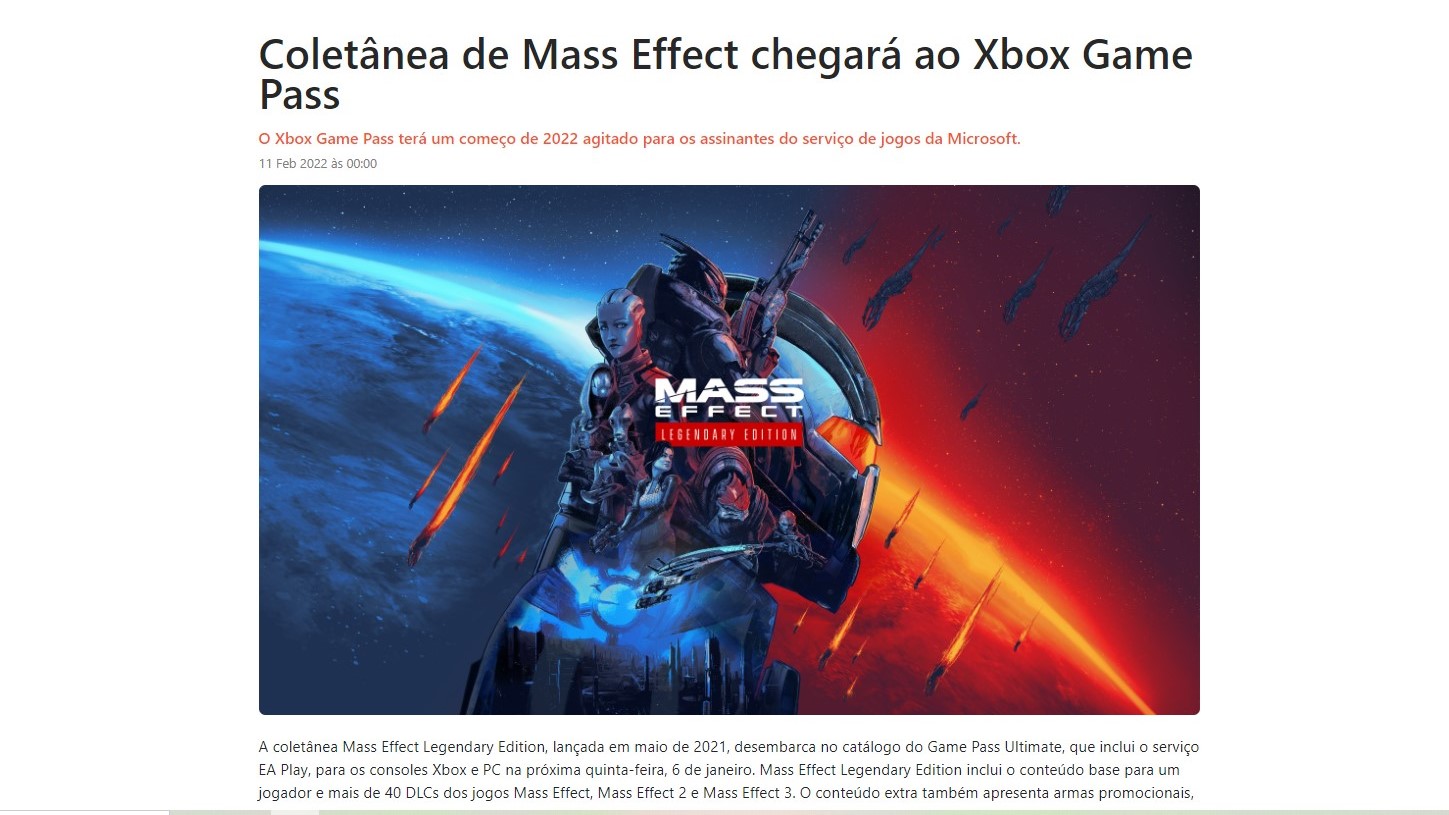 Coletânea de Mass Effect chegará ao Xbox Game
Pass
O Xbox Game Pass terá um começo de 2022 agitado para os assinantes do serviço de jogos da Microsoft.
11 Feb 2022 às 00:00
MASS
EFFECT
LEGENDARY EDITION
A coletânea Mass Effect Legendary Edition, lançada em maio de 2021, desembarca no catálogo do Game Pass Ultimate, que inclui o serviço
EA Play, para os consoles Xbox e PC na próxima quinta-feira, 6 de janeiro. Mass Effect Legendary Edition inclui o conteúdo base para um
jogador e mais de 40 DLCs dos jogos Mass Effect, Mass Effect 2 e Mass Effect 3. O conteúdo extra também apresenta armas promocionais,